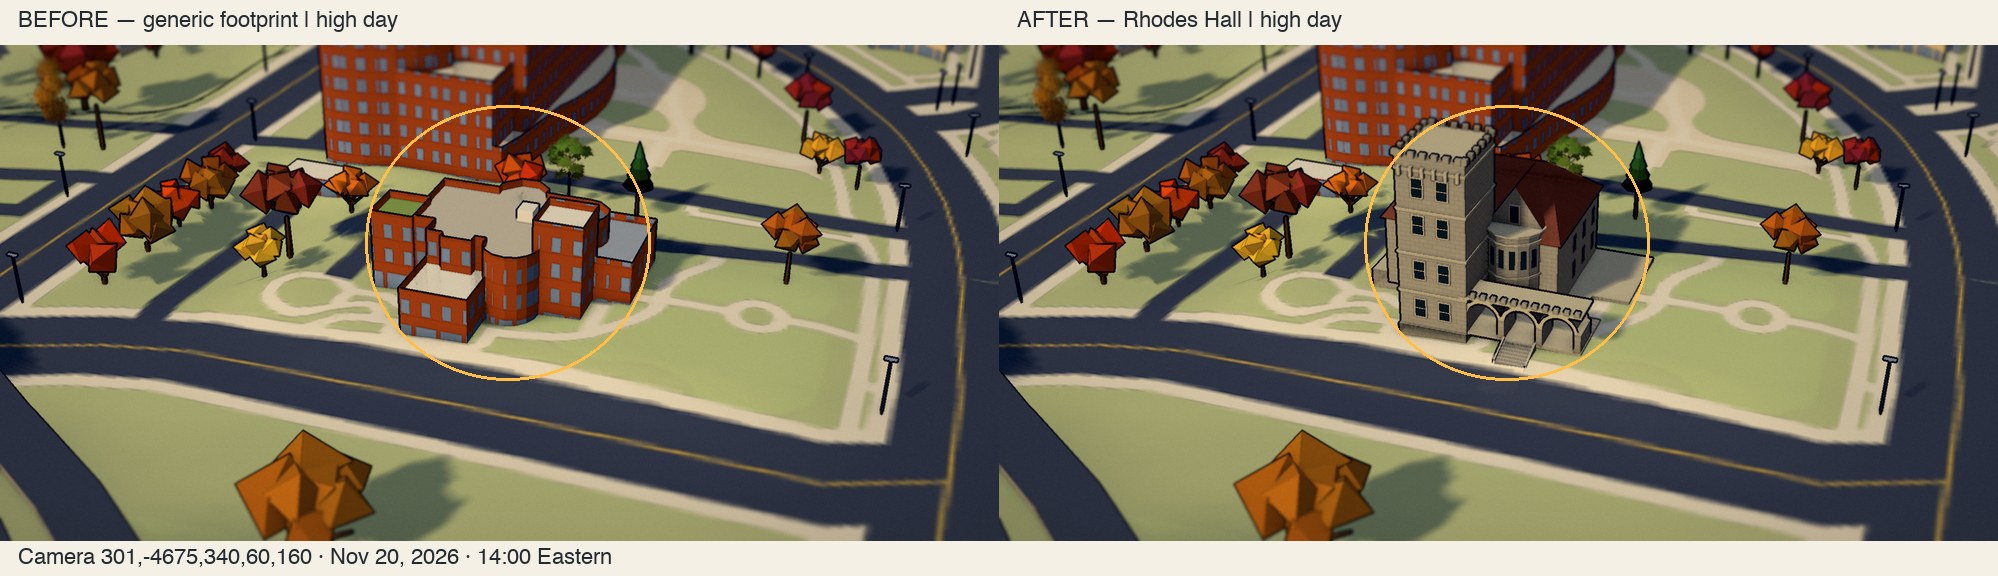 BEFORE — generic footprint | high day
AFTER — Rhodes Hall | high day
Camera 301,-4675,340,60,160 · Nov 20, 2026 · 14:00 Eastern